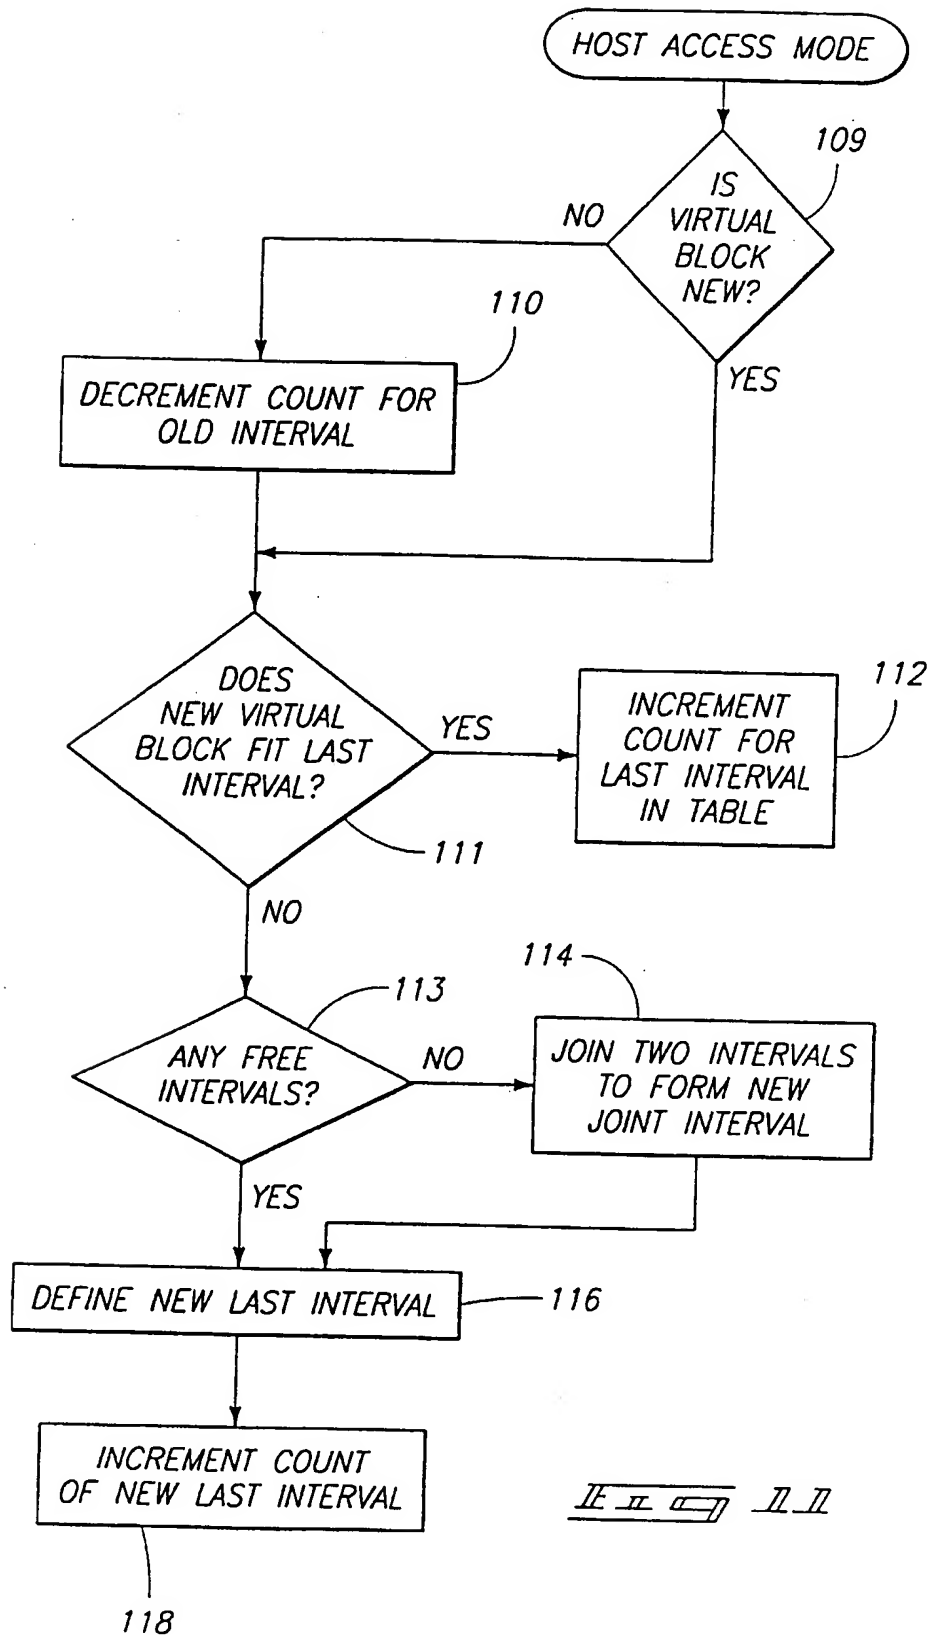 HOST ACCESS MODE
109
IS
VIRTUAL
BLOCK
NEW?
NO
YES
110
DECREMENT COUNT FOR
OLD INTERVAL
DOES
NEW VIRTUAL
BLOCK FIT LAST
INTERVAL?
YES
111
NO
112
INCREMENT
COUNT FOR
LAST INTERVAL
IN TABLE
113
ANY FREE
INTERVALS?
NO
YES
114
JOIN TWO INTERVALS
TO FORM NEW
JOINT INTERVAL
DEFINE NEW LAST INTERVAL
116
INCREMENT COUNT
OF NEW LAST INTERVAL
118
Fig 11